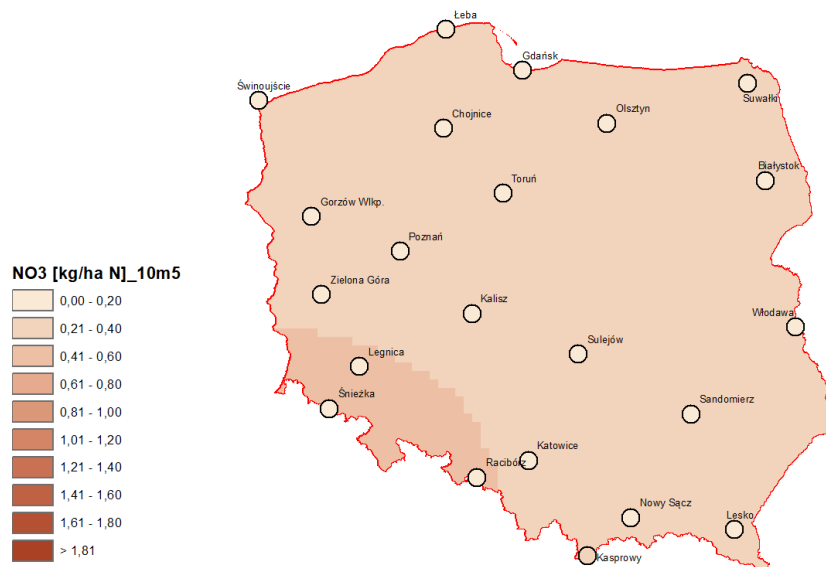 Łeba
Gdańsk
Świnoujście
Suwałki
Chojnice
Olsztyn
Białystok
Toruń
Gorzów Wlkp.
Poznań
NO3 [kg/ha N]_10m5
0,00 - 0,20
0,21 - 0,40
0,41 - 0,60
0,61 - 0,80
0,81 - 1,00
1,01 - 1,20
1,21 - 1,40
1,41 - 1,60
1,61 - 1,80
> 1,81
Zielona Góra
Kalisz
Włodawa
Sulejów
Legnica
Śnieżka
Sandomierz
Katowice
Racibórz
Nowy Sącz
Lesko
Kasprowy